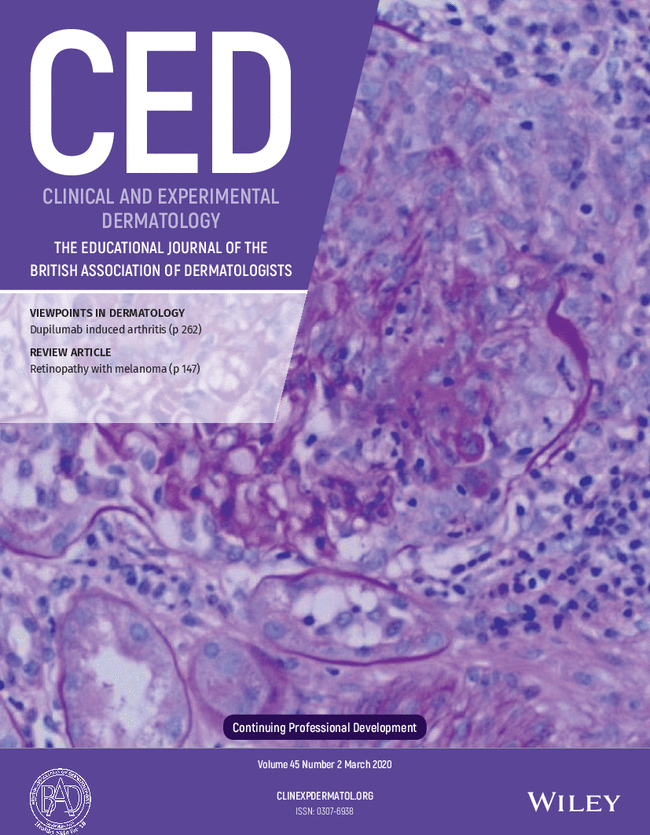 CED
CLINICAL AND EXPERIMENTAL
DERMATOLOGY
THE EDUCATIONAL JOURNAL OF THE
BRITISH ASSOCIATION OF DERMATOLOGISTS
VIEWPOINTS IN DERMATOLOGY
Dupilumab induced arthritis (p 262)
REVIEW ARTICLE
Retinopathy with melanoma (p 147)
Continuing Professional Development
Volume 45 Number 2 March 2020
CLINEXPDERMATOL.ORG
ISSN: 0307-6938
BAD
WILEY